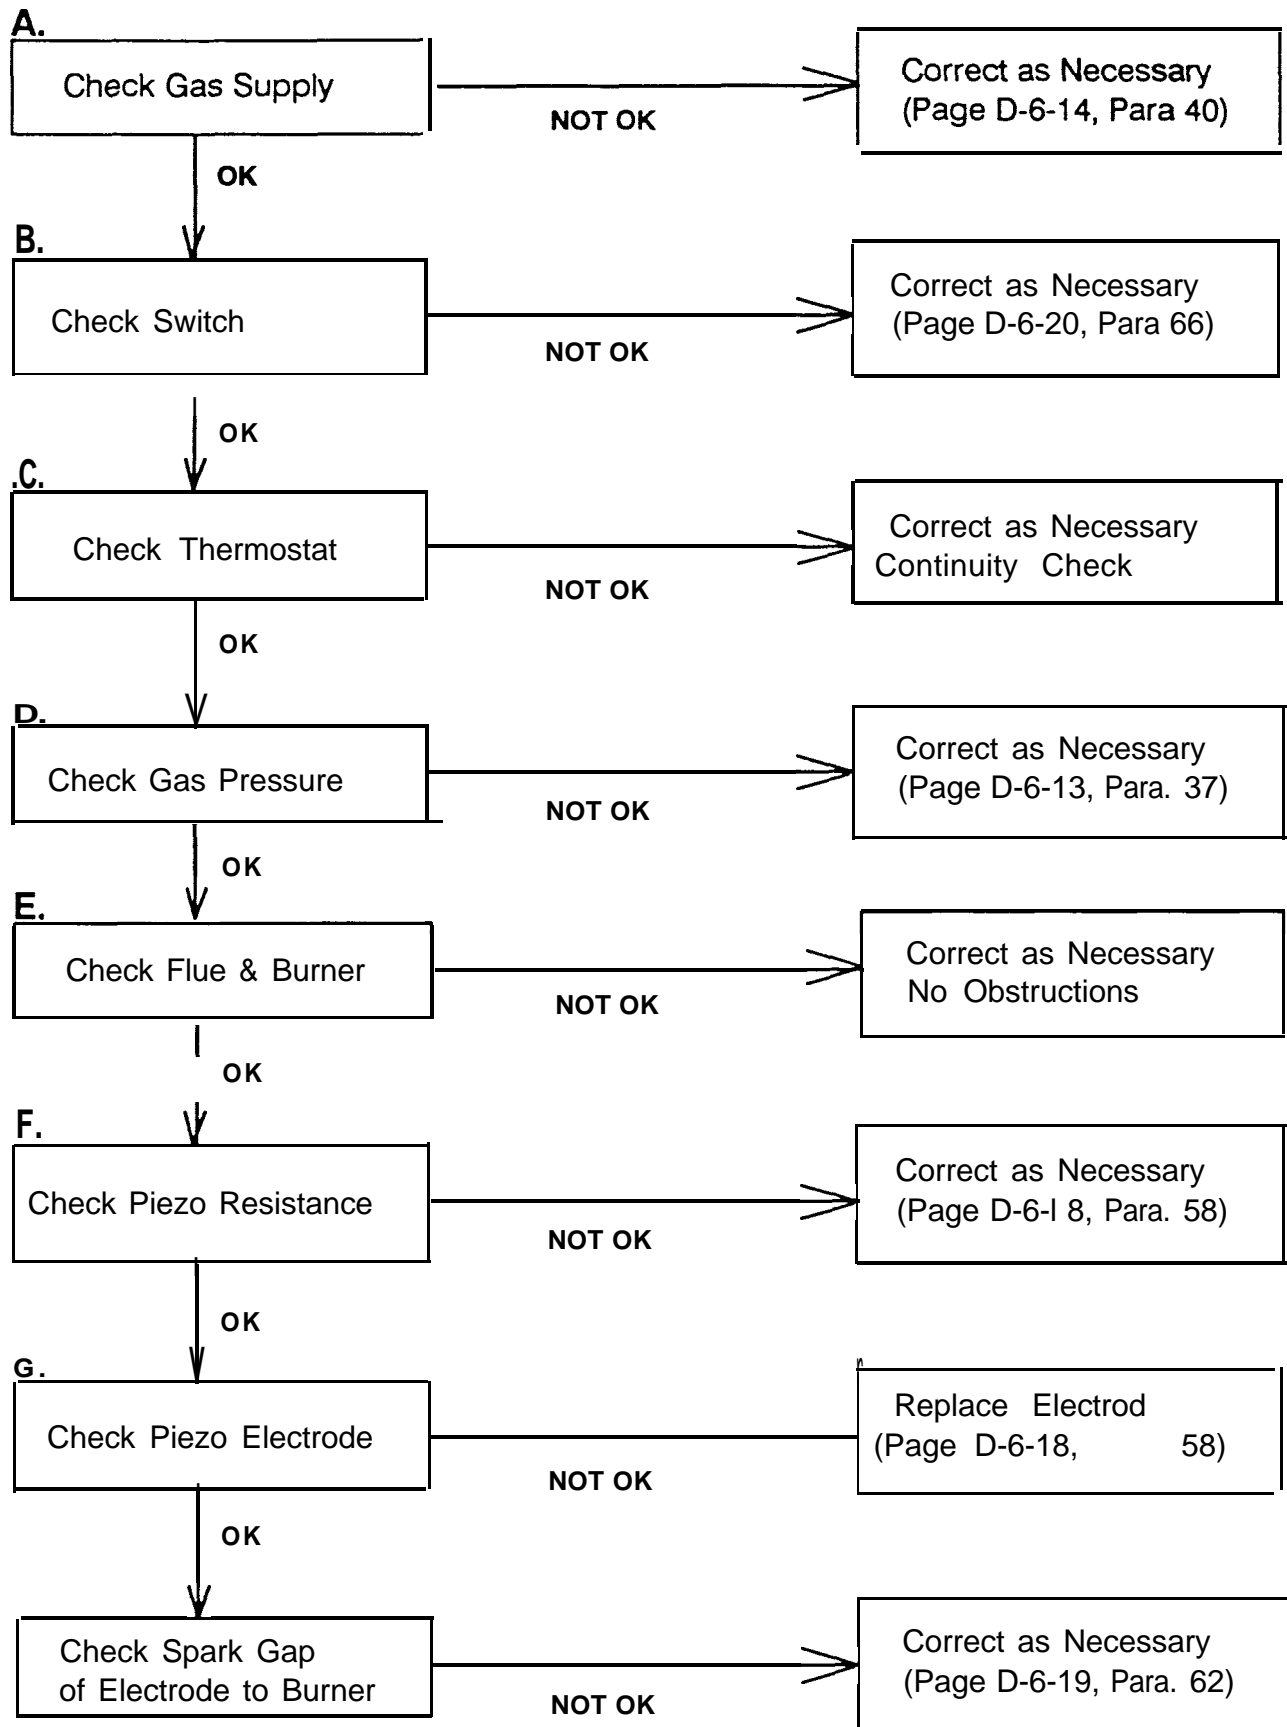 A.
Check Gas Supply
NOT OK
Correct as Necessary
(Page D-6-14, Para 40)
OK
B.
Check Switch
NOT OK
Correct as Necessary
(Page D-6-20, Para 66)
OK
.C.
Check Thermostat
NOT OK
Correct as Necessary
Continuity Check
OK
D.
Check Gas Pressure
NOT OK
Correct as Necessary
(Page D-6-13, Para. 37)
OK
E.
Check Flue & Burner
NOT OK
Correct as Necessary
No Obstructions
OK
F.
Check Piezo Resistance
NOT OK
Correct as Necessary
(Page D-6-I 8, Para. 58)
OK
G.
Check Piezo Electrode
NOT OK
Replace Electrod
(Page D-6-18, 58)
OK
Check Spark Gap
of Electrode to Burner
NOT OK
Correct as Necessary
(Page D-6-19, Para. 62)